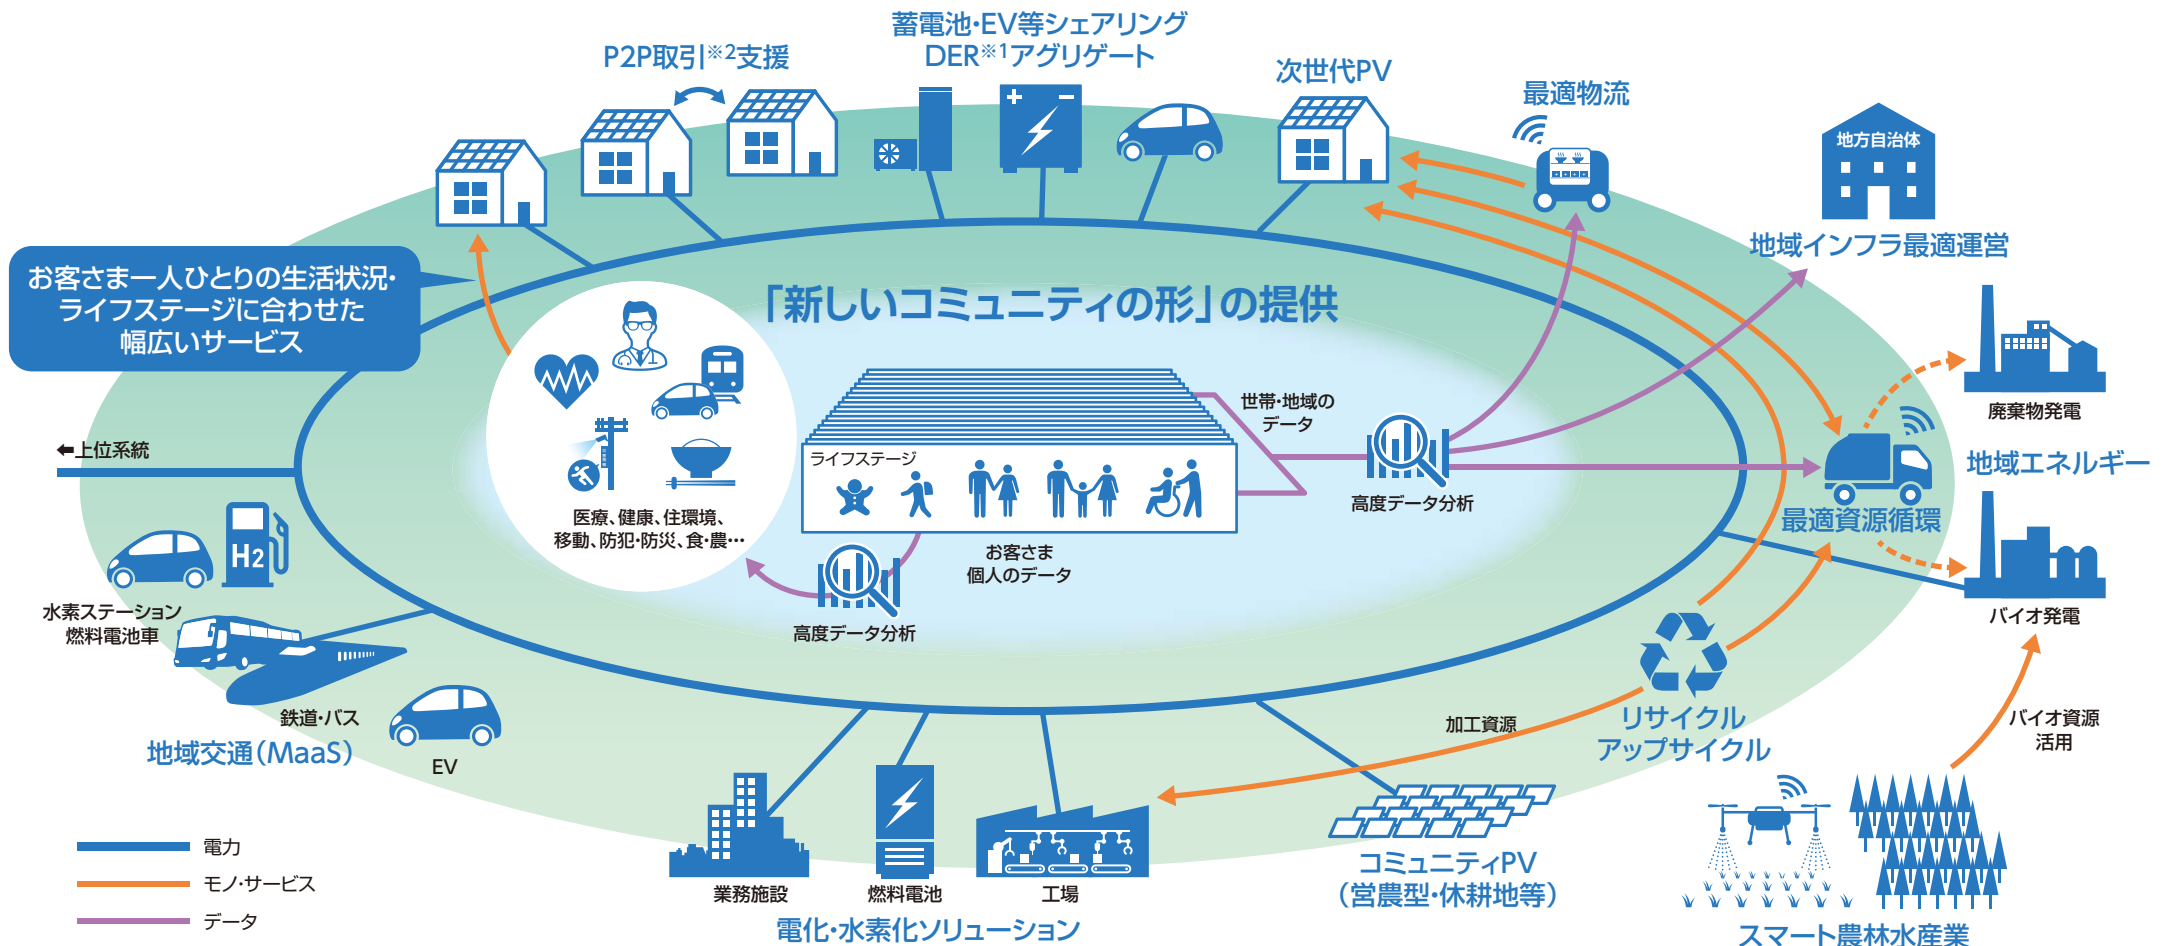 蓄電池・EV等シェアリング
DER※1アグリゲート
P2P取引※2支援
次世代PV
最適物流
地方自治体
地域インフラ最適運営
お客さま一人ひとりの生活状況・
ライフステージに合わせた
幅広いサービス
「新しいコミュニティの形」の提供
世帯・地域の
データ
廃棄物発電
←上位系統
ライフステージ
地域エネルギー
高度データ分析
医療、健康、住環境、
移動、防犯・防災、食・農…
最適資源循環
お客さま
個人のデータ
H2
水素ステーション
燃料電池車
高度データ分析
バイオ発電
鉄道・バス
地域交通（MaaS）
EV
加工資源
リサイクル
アップサイクル
バイオ資源
活用
電力
モノ・サービス
データ
業務施設
燃料電池
工場
電化・水素化ソリューション
コミュニティPV
（営農型・休耕地等）
スマート農林水産業